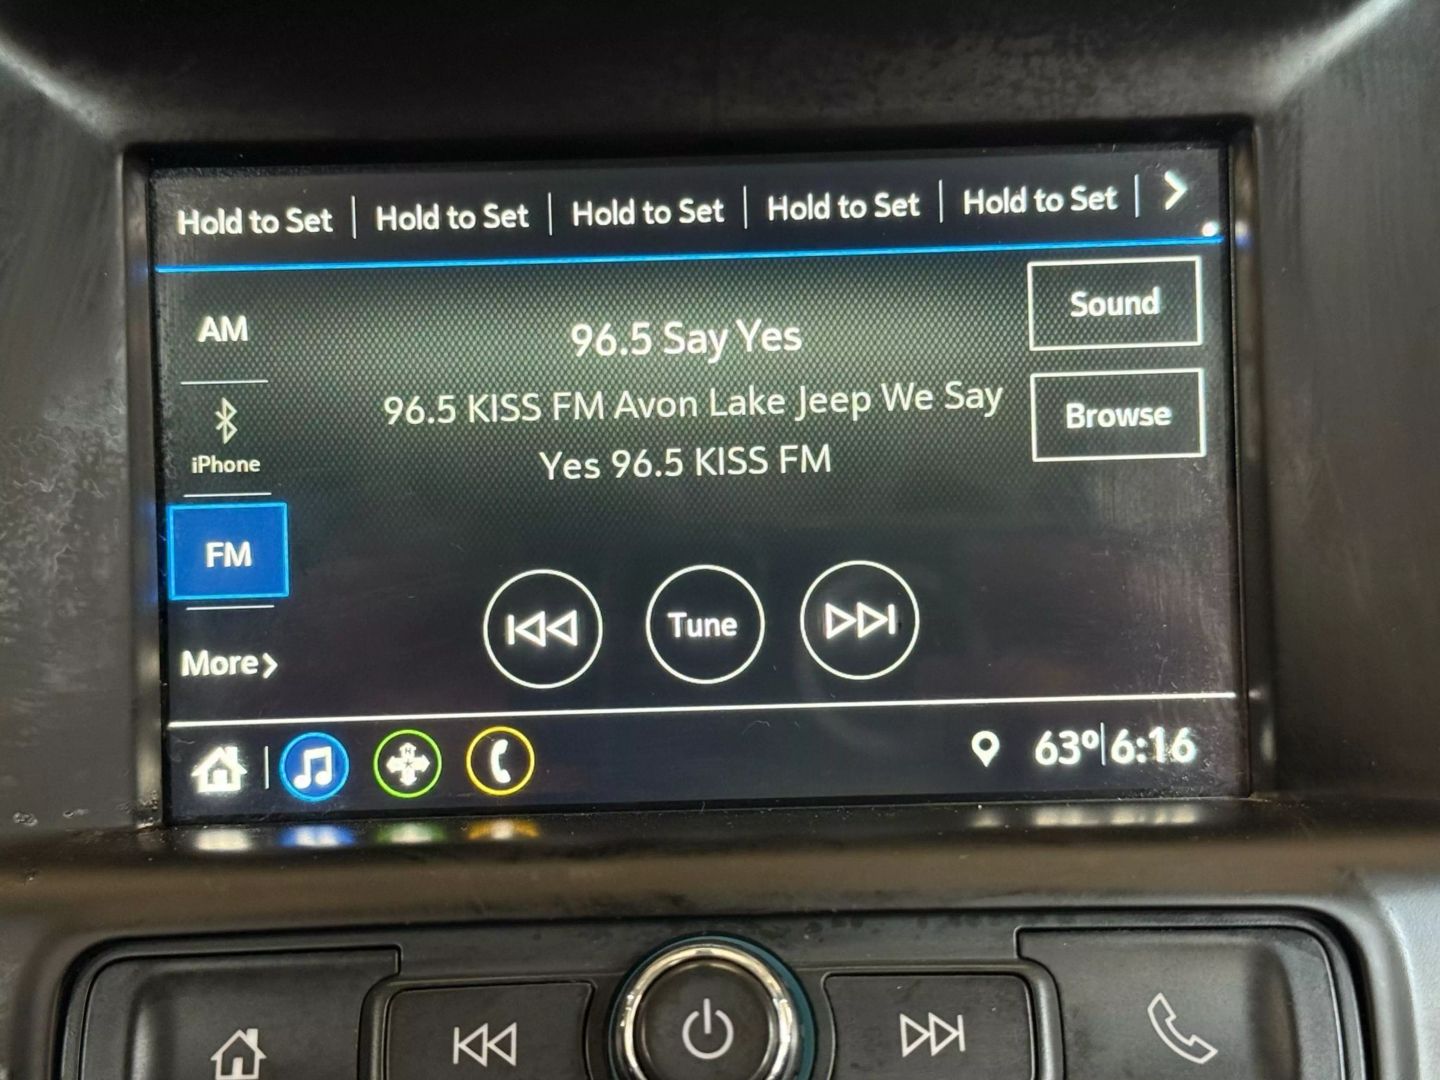 Hold to Set | Hold to Set | Hold to Set | Hold to Set | Hold to Set
Sound
AM
96.5 Say Yes
96.5 KISS FM Avon Lake Jeep We Say
Yes 96.5 KISS FM
Browse
iPhone
FM
Tune
More
63° 6:16